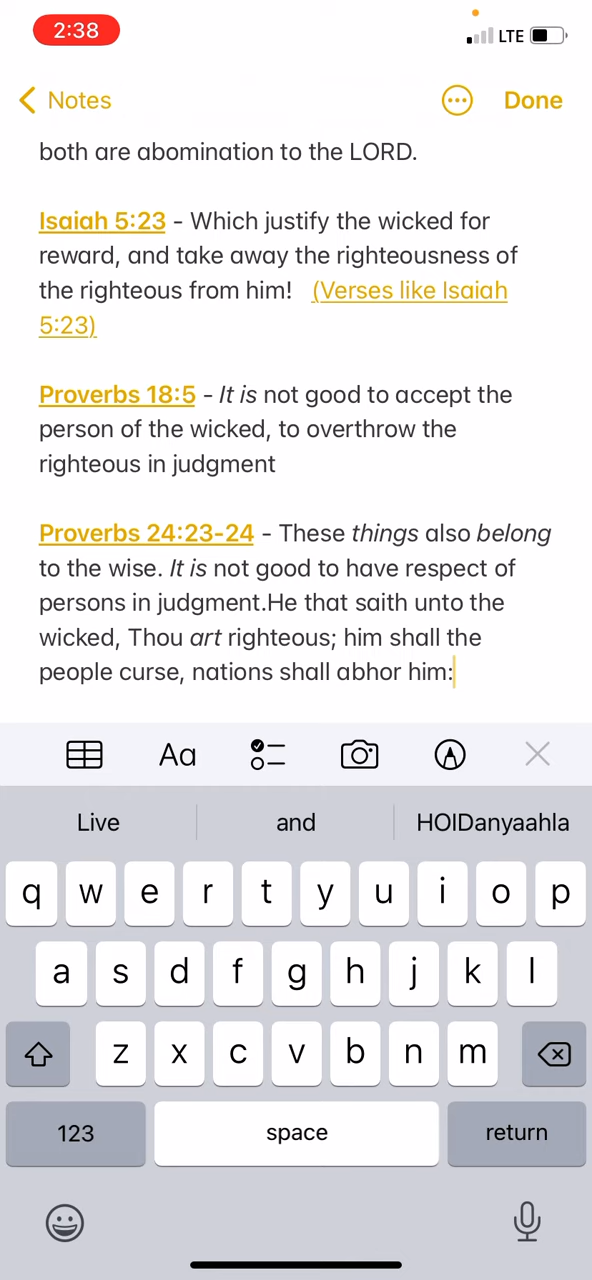 2:38
LTE
Notes
Done
both are abomination to the LORD.
Isaiah 5:23 - Which justify the wicked for
reward, and take away the righteousness of
the righteous from him!   (Verses like Isaiah
5:23)
Proverbs 18:5 - It is not good to accept the
person of the wicked, to overthrow the
righteous in judgment
Proverbs 24:23-24 - These things also belong
to the wise. It is not good to have respect of
persons in judgment.He that saith unto the
wicked, Thou art righteous; him shall the
people curse, nations shall abhor him:
Aa
Live and HOIDanyaahla
q w e r t y u i o p
a s d f g h j k l
z x c v b n m
123 space return